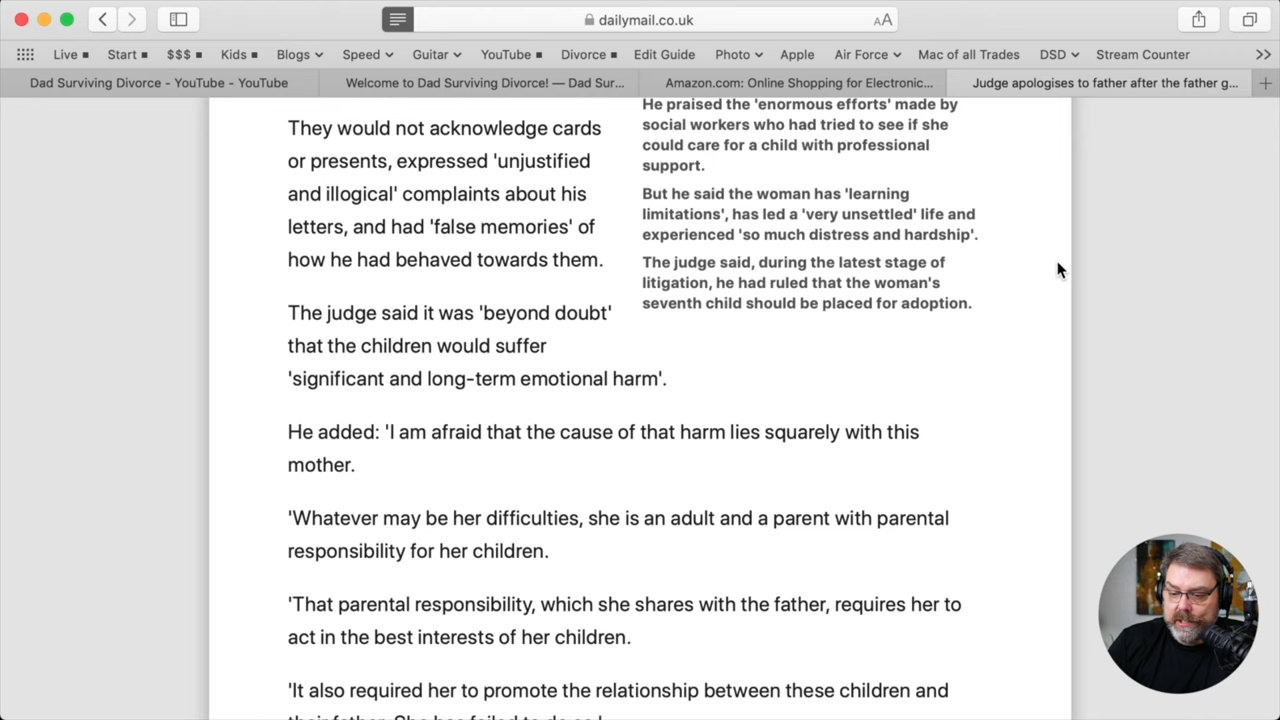 dailymail.co.uk
AA
Live
Start
$$$
Kids
Blogs
Speed
Guitar
YouTube
Divorce
Edit Guide
Photo
Apple
Air Force
Mac of all Trades
DSD
Stream Counter
Dad Surviving Divorce - YouTube - YouTube
Welcome to Dad Surviving Divorce! — Dad Sur...
Amazon.com: Online Shopping for Electronic...
Judge apologises to father after the father g...
They would not acknowledge cards
or presents, expressed 'unjustified
and illogical' complaints about his
letters, and had 'false memories' of
how he had behaved towards them.
The judge said it was 'beyond doubt'
that the children would suffer
'significant and long-term emotional harm'.
He praised the 'enormous efforts' made by
social workers who had tried to see if she
could care for a child with professional
support.
But he said the woman has 'learning
limitations', has led a 'very unsettled' life and
experienced 'so much distress and hardship'.
The judge said, during the latest stage of
litigation, he had ruled that the woman's
seventh child should be placed for adoption.
He added: 'I am afraid that the cause of that harm lies squarely with this
mother.
'Whatever may be her difficulties, she is an adult and a parent with parental
responsibility for her children.
'That parental responsibility, which she shares with the father, requires her to
act in the best interests of her children.
'It also required her to promote the relationship between these children and
their father. She has failed to do so.'